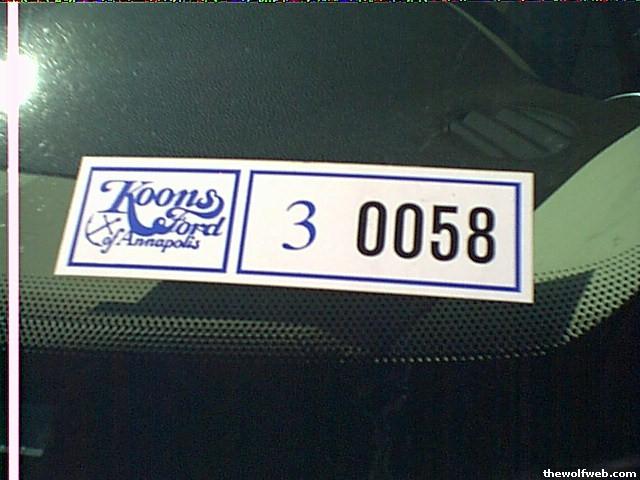 Koons
Ford
of Annapolis
3 0058
thewolfweb.com